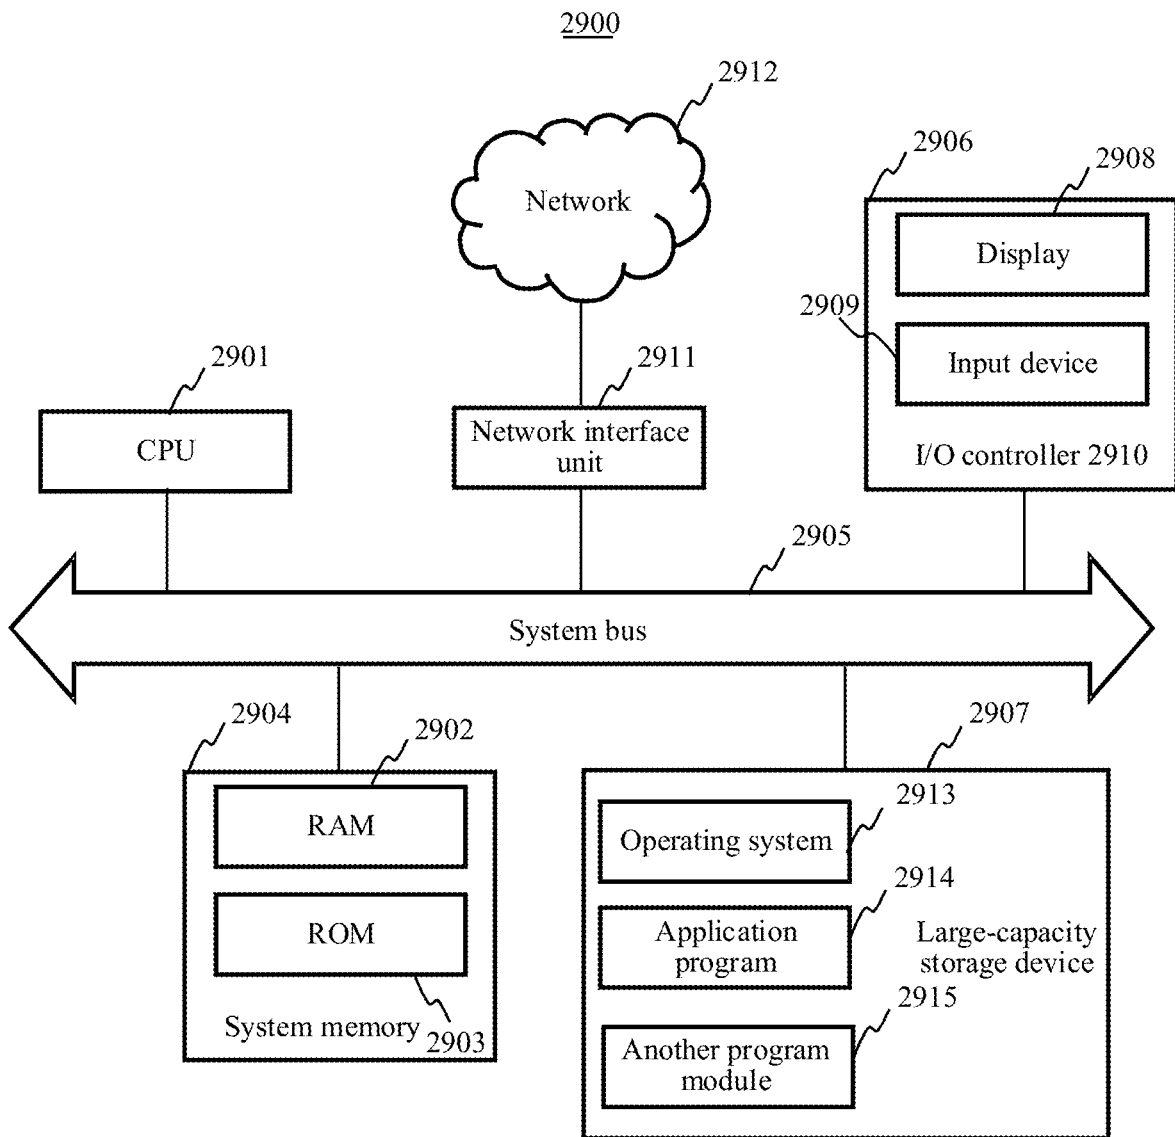 2900
2912
Network
2906
2908
Display
2909
Input device
I/O controller 2910
2901
CPU
2911
Network interface
unit
2905
System bus
2904
2902
RAM
ROM
System memory
2903
2907
2913
Operating system
2914
Application
program
Large-capacity
storage device
2915
Another program
module